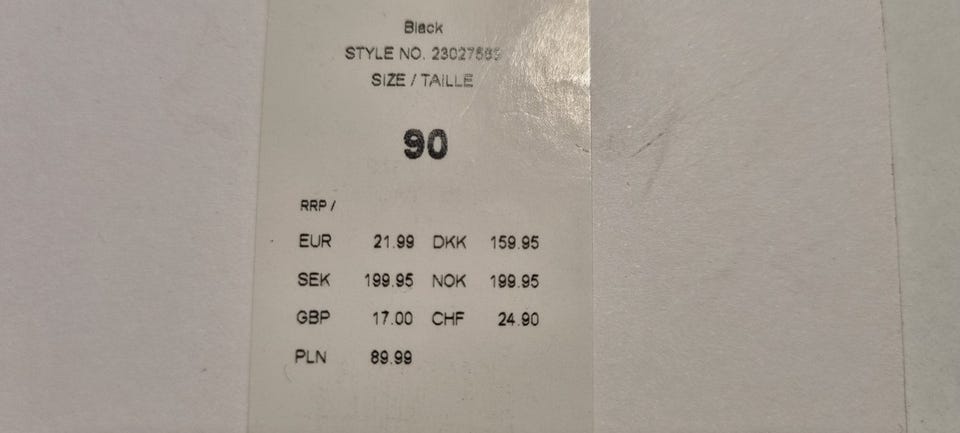 Black
STYLE NO.
SIZE / TAILLE
90
RRP /
EUR 21.99 DKK 159.95
SEK 199.95 NOK 199.95
GBP 17.00 CHF 24.90
PLN 89.99